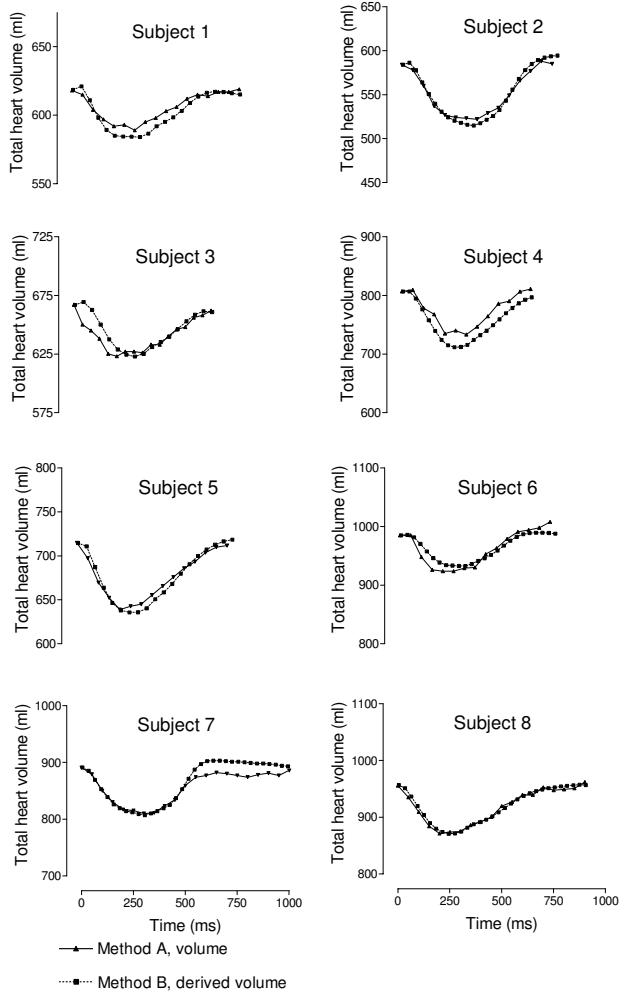 Subject 1
Total heart volume (ml)
650
600
550
Subject 2
Total heart volume (ml)
650
600
550
500
450
Subject 3
Total heart volume (ml)
725
675
625
575
Subject 4
Total heart volume (ml)
900
800
700
600
Subject 5
Total heart volume (ml)
800
750
700
650
600
Subject 6
Total heart volume (ml)
1100
1000
900
800
Subject 7
Total heart volume (ml)
1000
900
800
700
0 250 500 750 1000
Time (ms)
Subject 8
Total heart volume (ml)
1100
1000
900
800
0 250 500 750 1000
Time (ms)
Method A, volume
Method B, derived volume